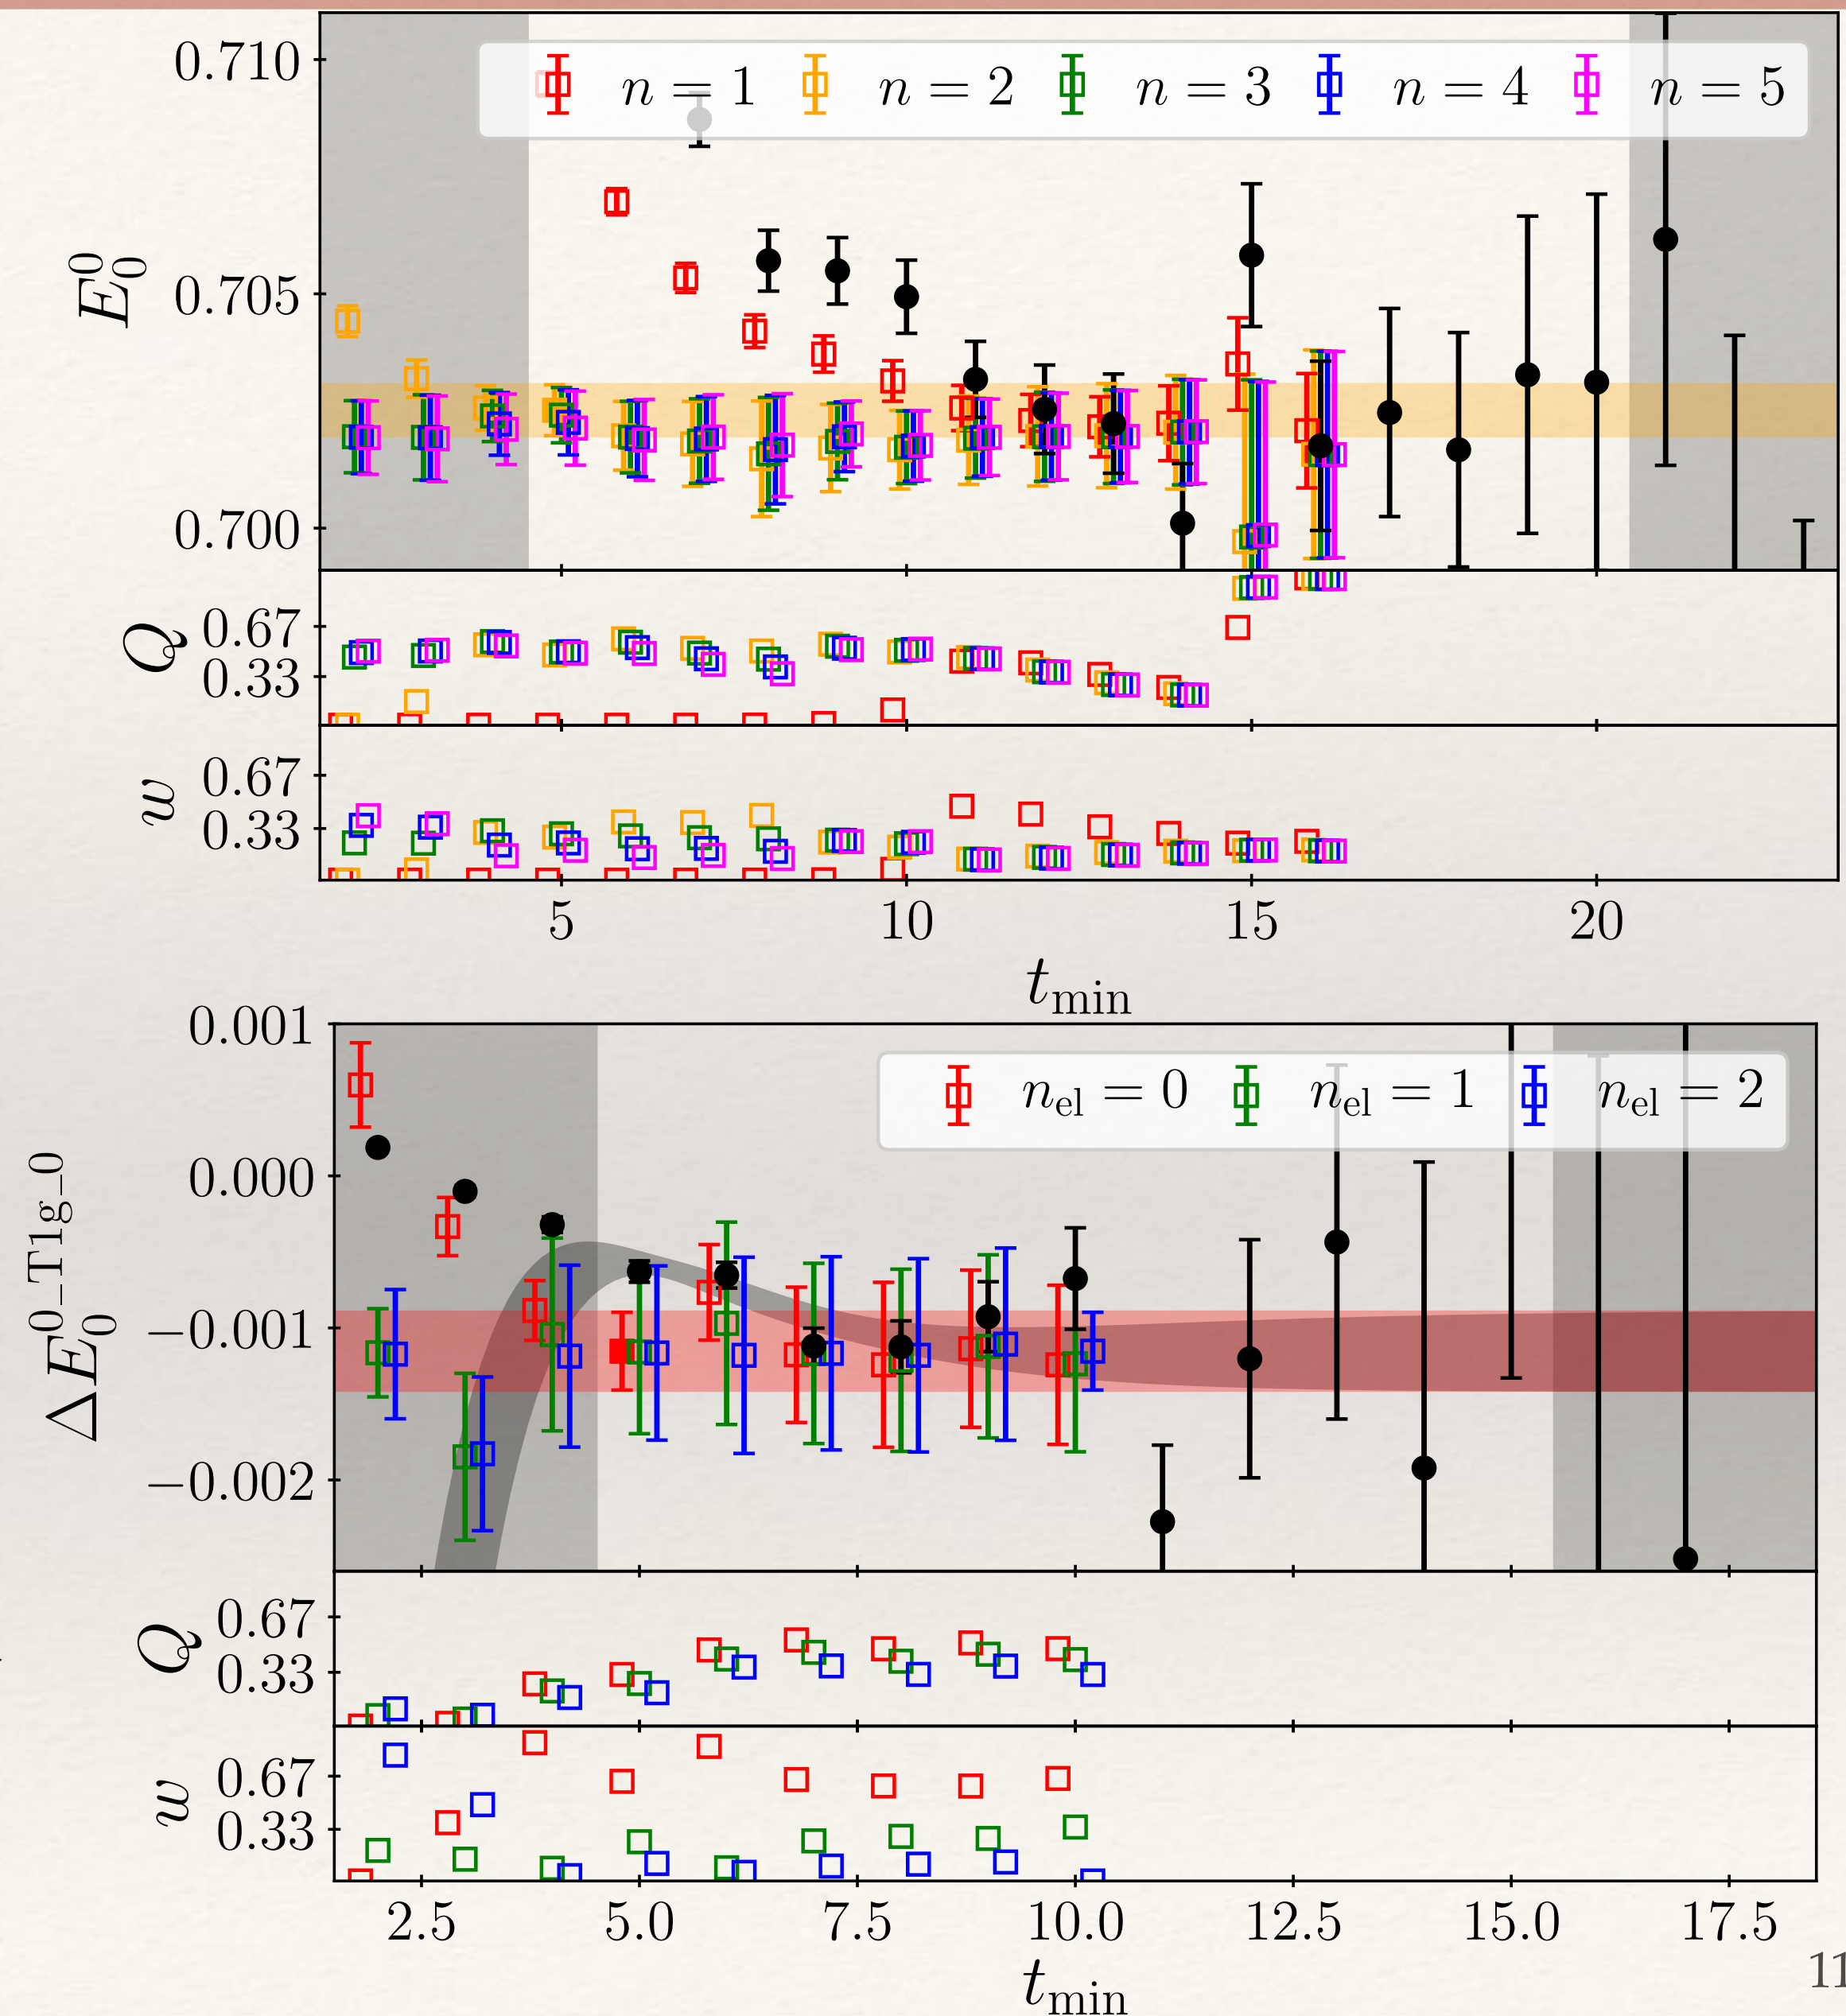 0.710
n = 1 n = 2 n = 3 n = 4 n = 5
0.705
E_0^0
0.700
0.67
Q
0.33
0.67
w
0.33
5 10 15 20
t_min
0.001
n_el = 0 n_el = 1 n_el = 2
0.000
ΔE_0^{0_T1g_0}
−0.001
−0.002
0.67
Q
0.33
0.67
w
0.33
2.5 5.0 7.5 10.0 12.5 15.0 17.5
11
t_min